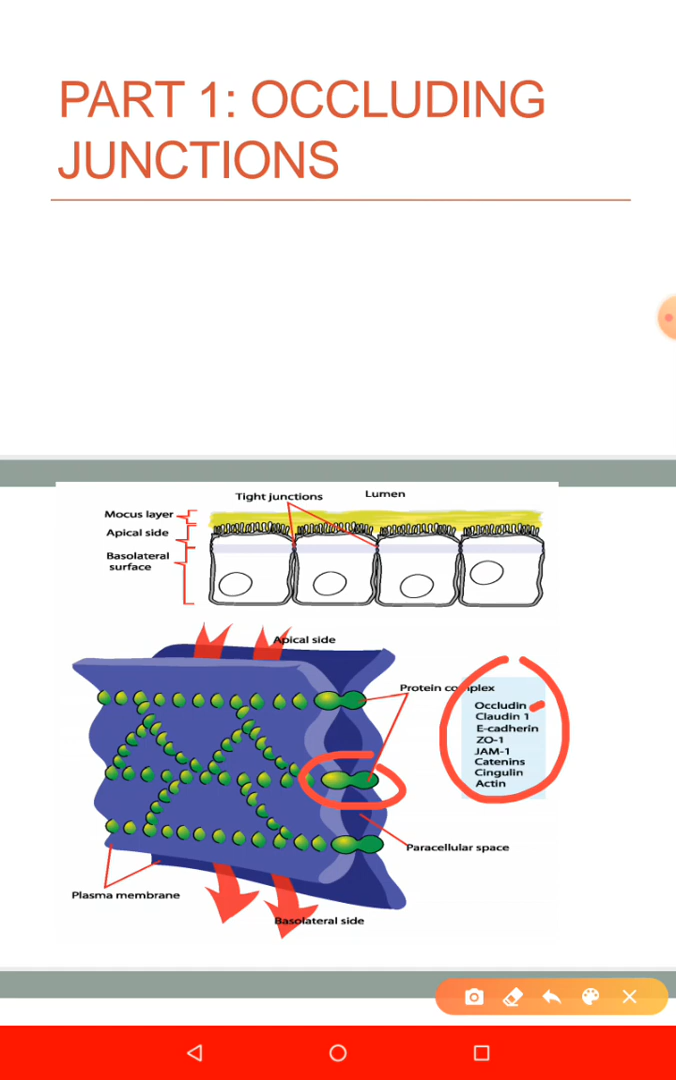 PART 1: OCCLUDING
JUNCTIONS
Tight junctions
Lumen
Mocus layer
Apical side
Basolateral
surface
Apical side
Protein complex
Occludin
Claudin 1
E-cadherin
ZO-1
JAM-1
Catenins
Cingulin
Actin
Paracellular space
Plasma membrane
Basolateral side